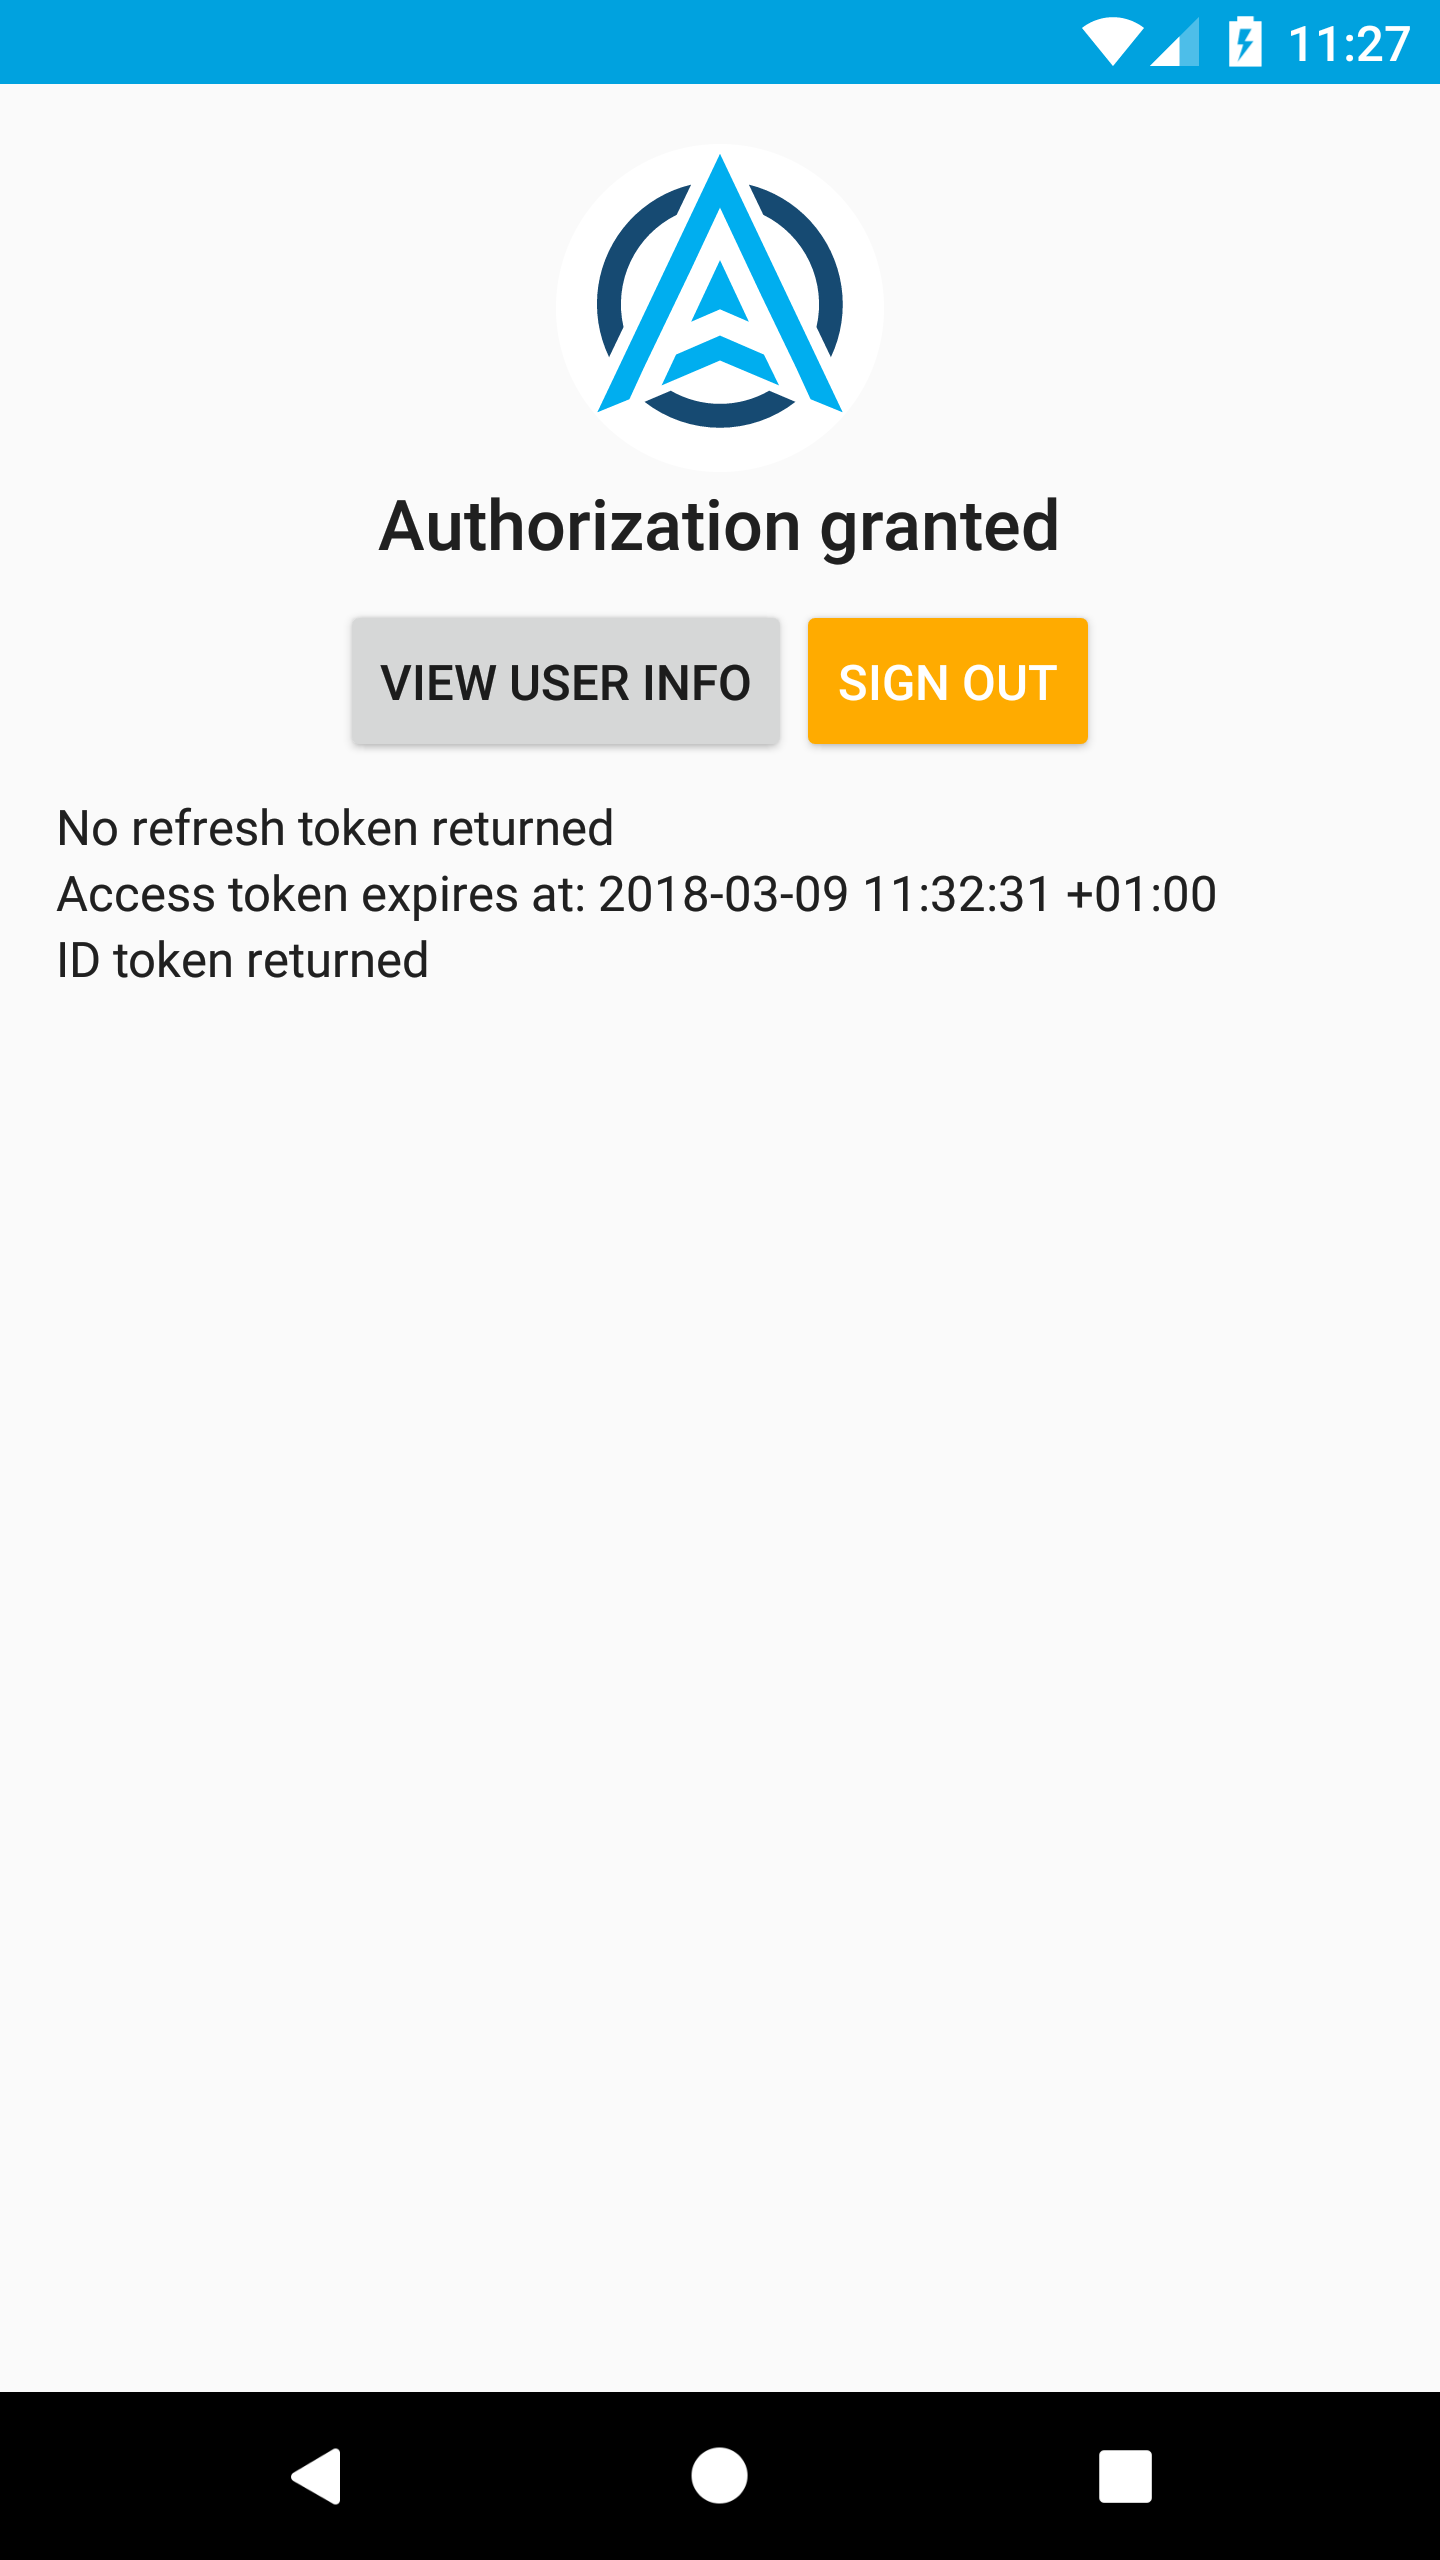 11:27
Authorization granted
VIEW USER INFO
SIGN OUT
No refresh token returned
Access token expires at: 2018-03-09 11:32:31 +01:00
ID token returned